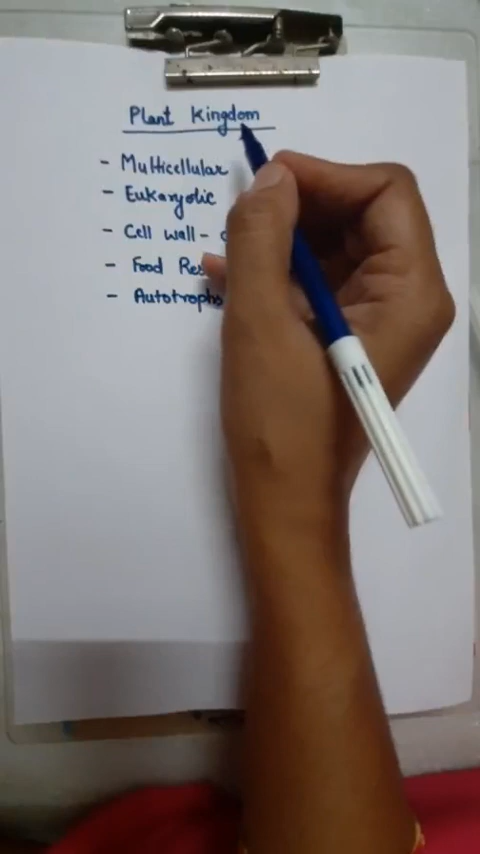 Plant Kingdom
- Multicellular
- Eukaryotic
- Cell wall -
- Food
- Autotrophs